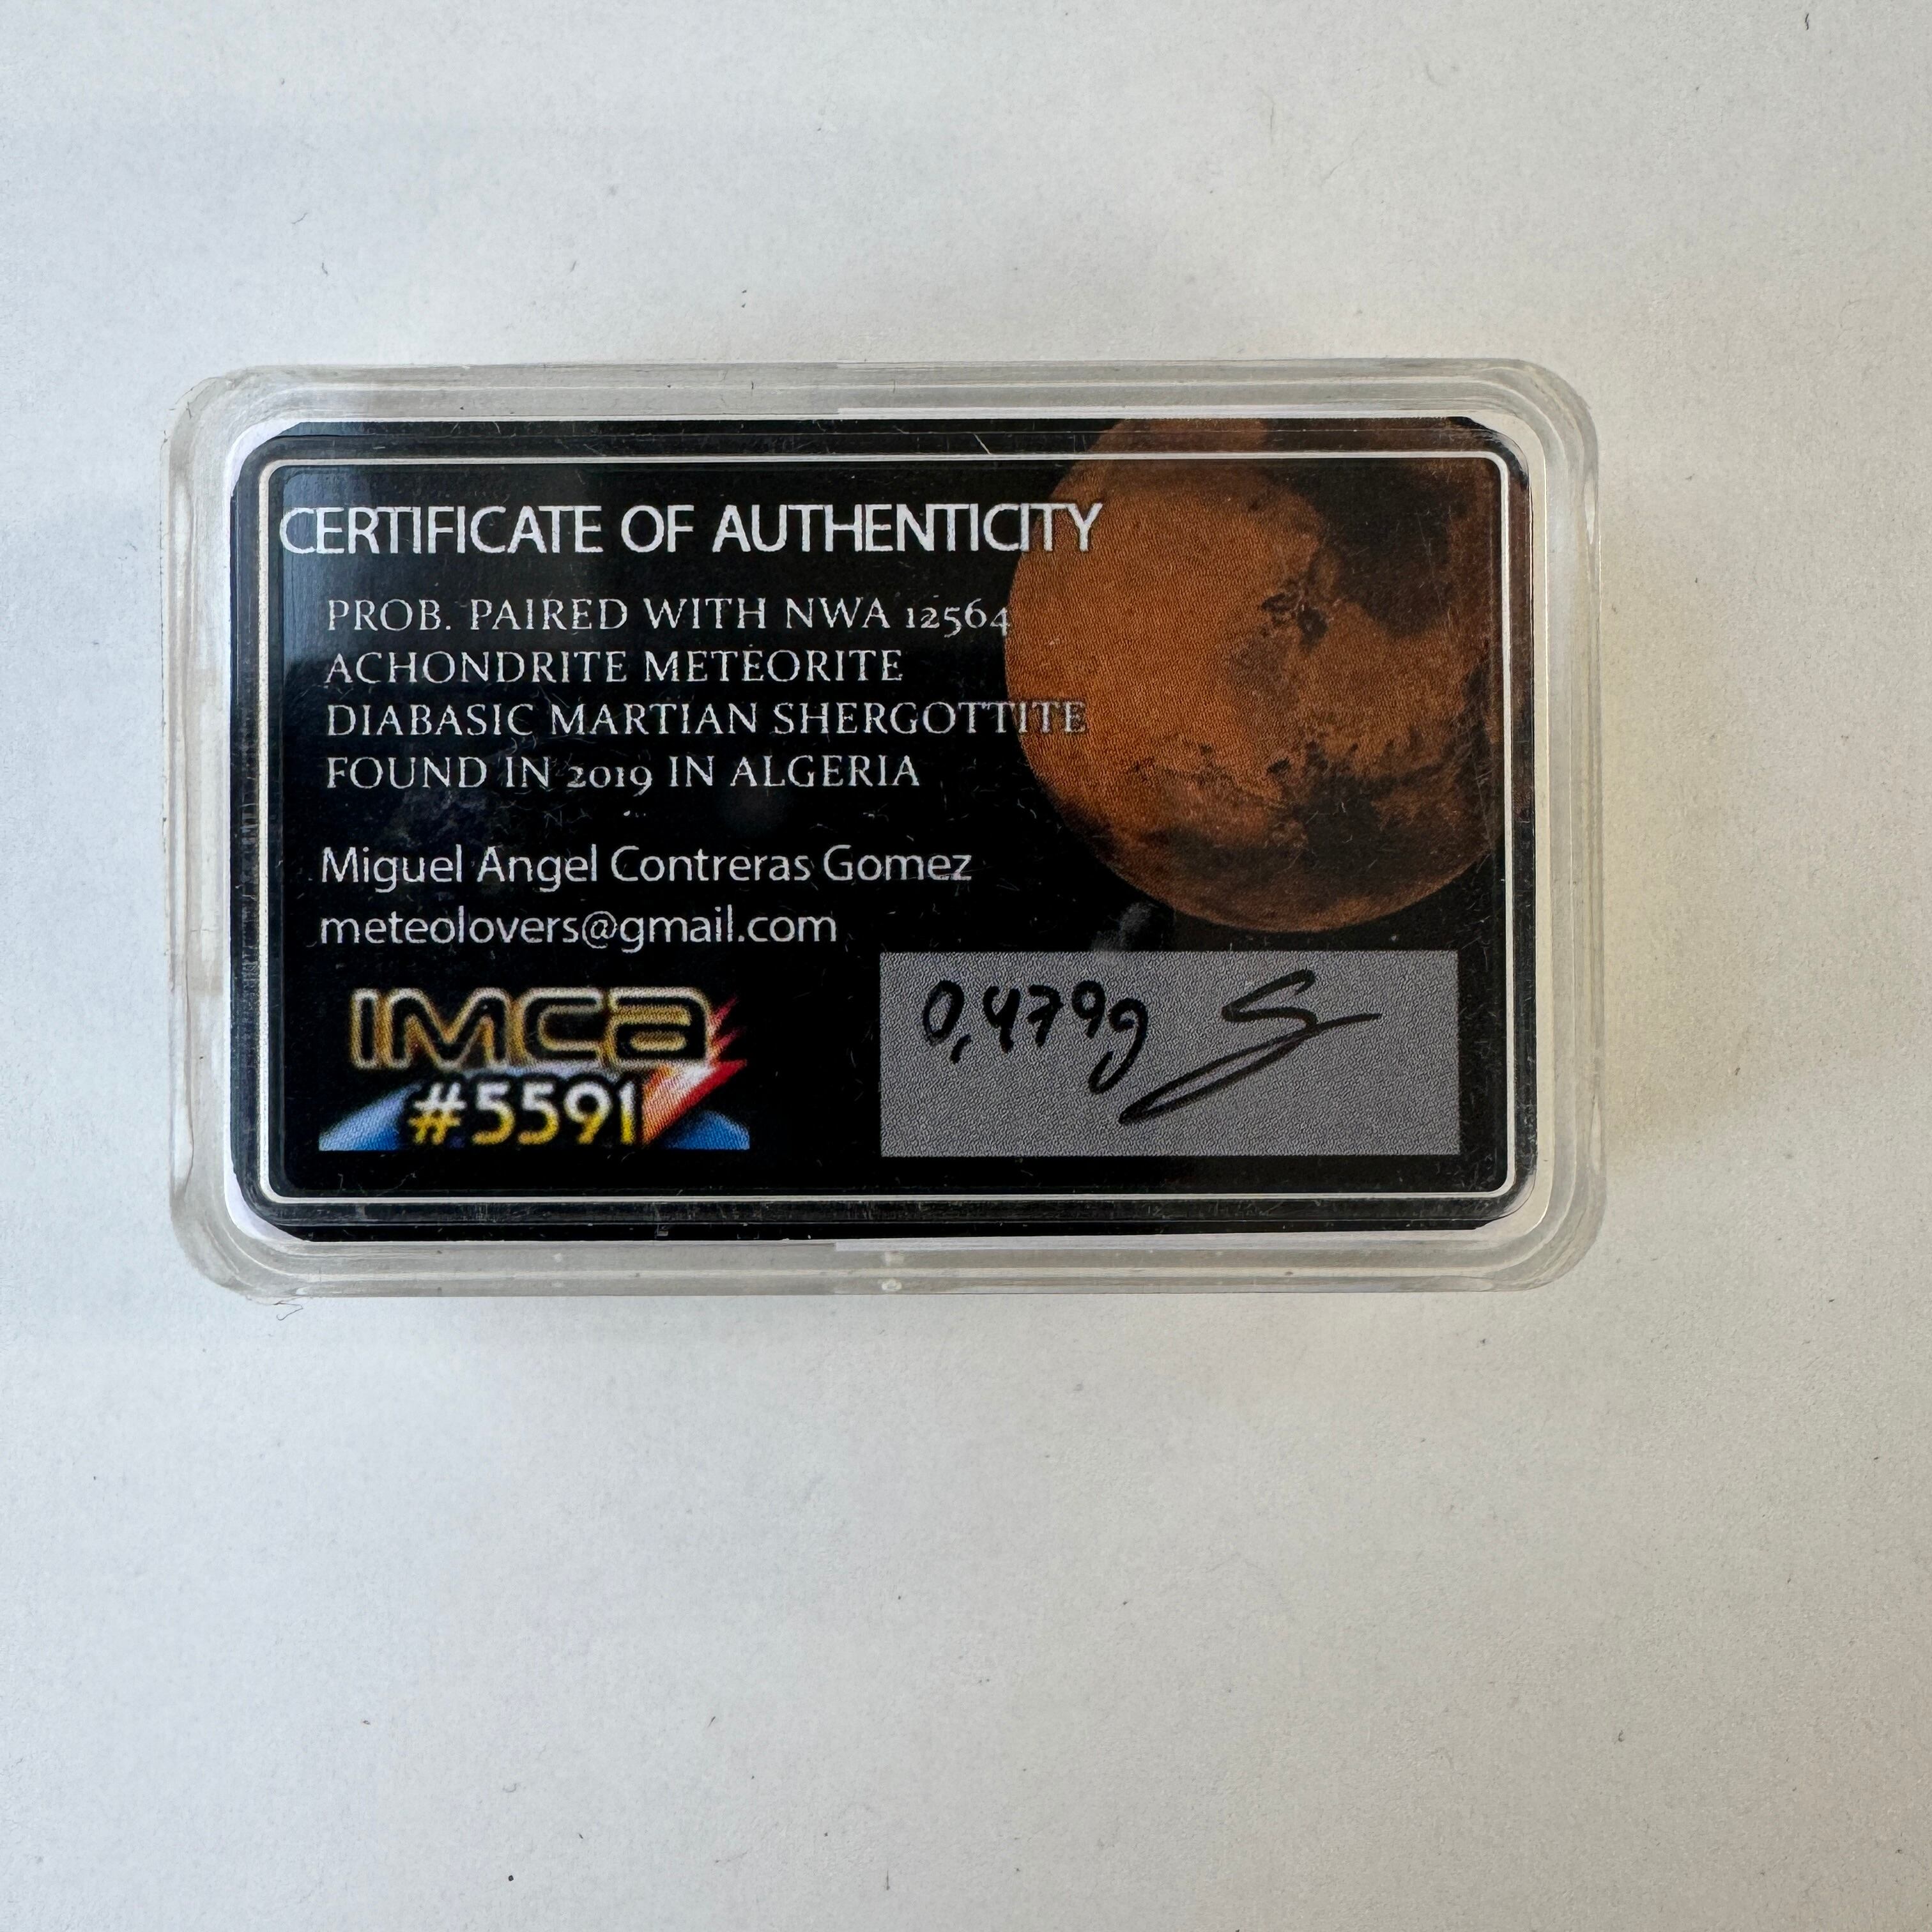 CERTIFICATE OF AUTHENTICITY
PROB. PAIRED WITH NWA 12564
ACHONDRITE METEORITE
DIABASIC MARTIAN SHERGOTTITE
FOUND IN 2019 IN ALGERIA
Miguel Angel Contreras Gomez
meteolovers@gmail.com
IMCA
#5591
0,479g